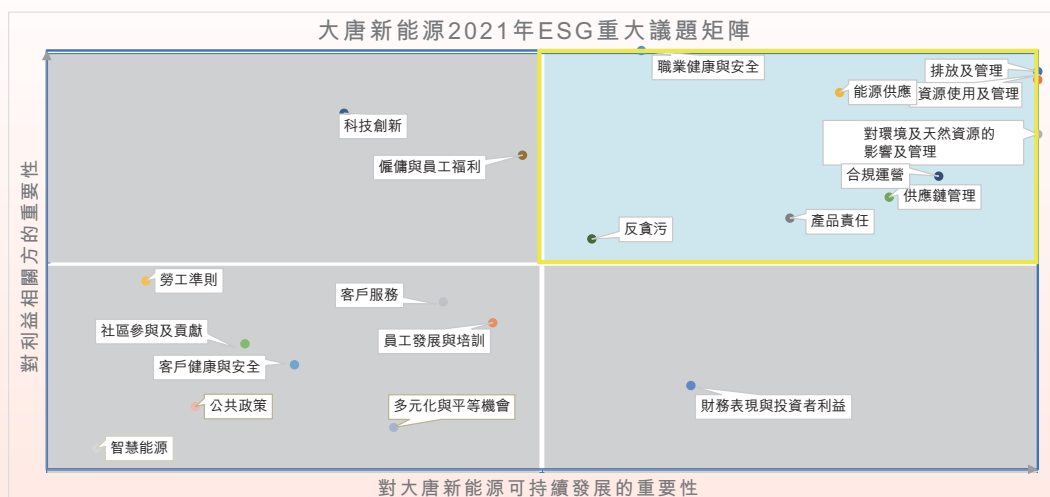 大唐新能源2021年ESG重大議題矩陣
對利益相關方的重要性
職業健康與安全
排放及管理
能源供應
資源使用及管理
科技創新
對環境及天然資源的
影響及管理
僱傭與員工福利
合規運營
供應鏈管理
產品責任
反貪污
勞工準則
客戶服務
社區參與及貢獻
員工發展與培訓
客戶健康與安全
公共政策
多元化與平等機會
財務表現與投資者利益
智慧能源
對大唐新能源可持續發展的重要性